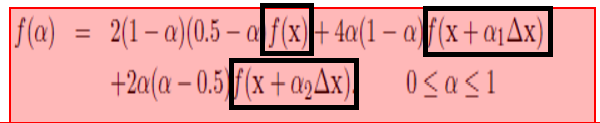 f(α) = 2(1 − α)(0.5 − α f(x) + 4α(1 − α) f(x + α₁Δx)
+2α(α − 0.5) f(x + α₂Δx). 0 ≤ α ≤ 1